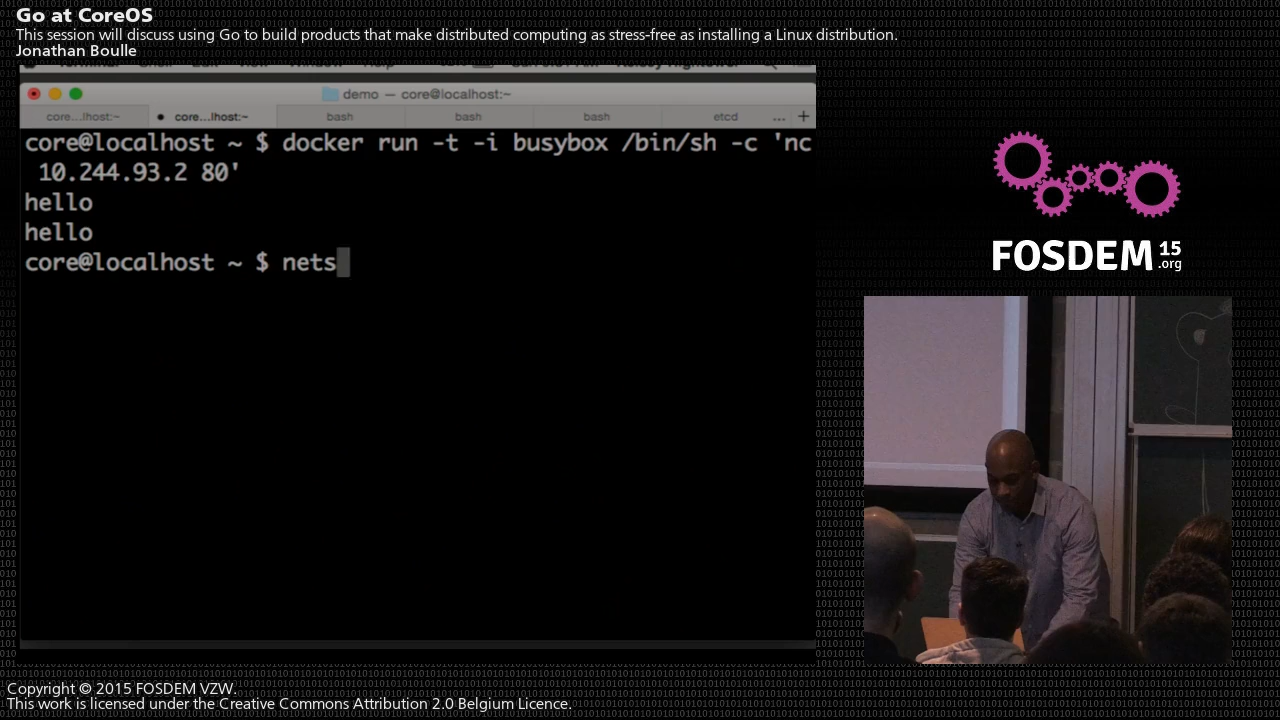 Go at CoreOS
This session will discuss using Go to build products that make distributed computing as stress-free as installing a Linux distribution.
Jonathan Boulle
demo — core@localhost:~
core...lhost:~ core...lhost:~ bash bash bash etcd ... +
core@localhost ~ $ docker run -t -i busybox /bin/sh -c 'nc
10.244.93.2 80'
hello
hello
core@localhost ~ $ nets
FOSDEM 15
.org
Copyright © 2015 FOSDEM VZW.
This work is licensed under the Creative Commons Attribution 2.0 Belgium Licence.